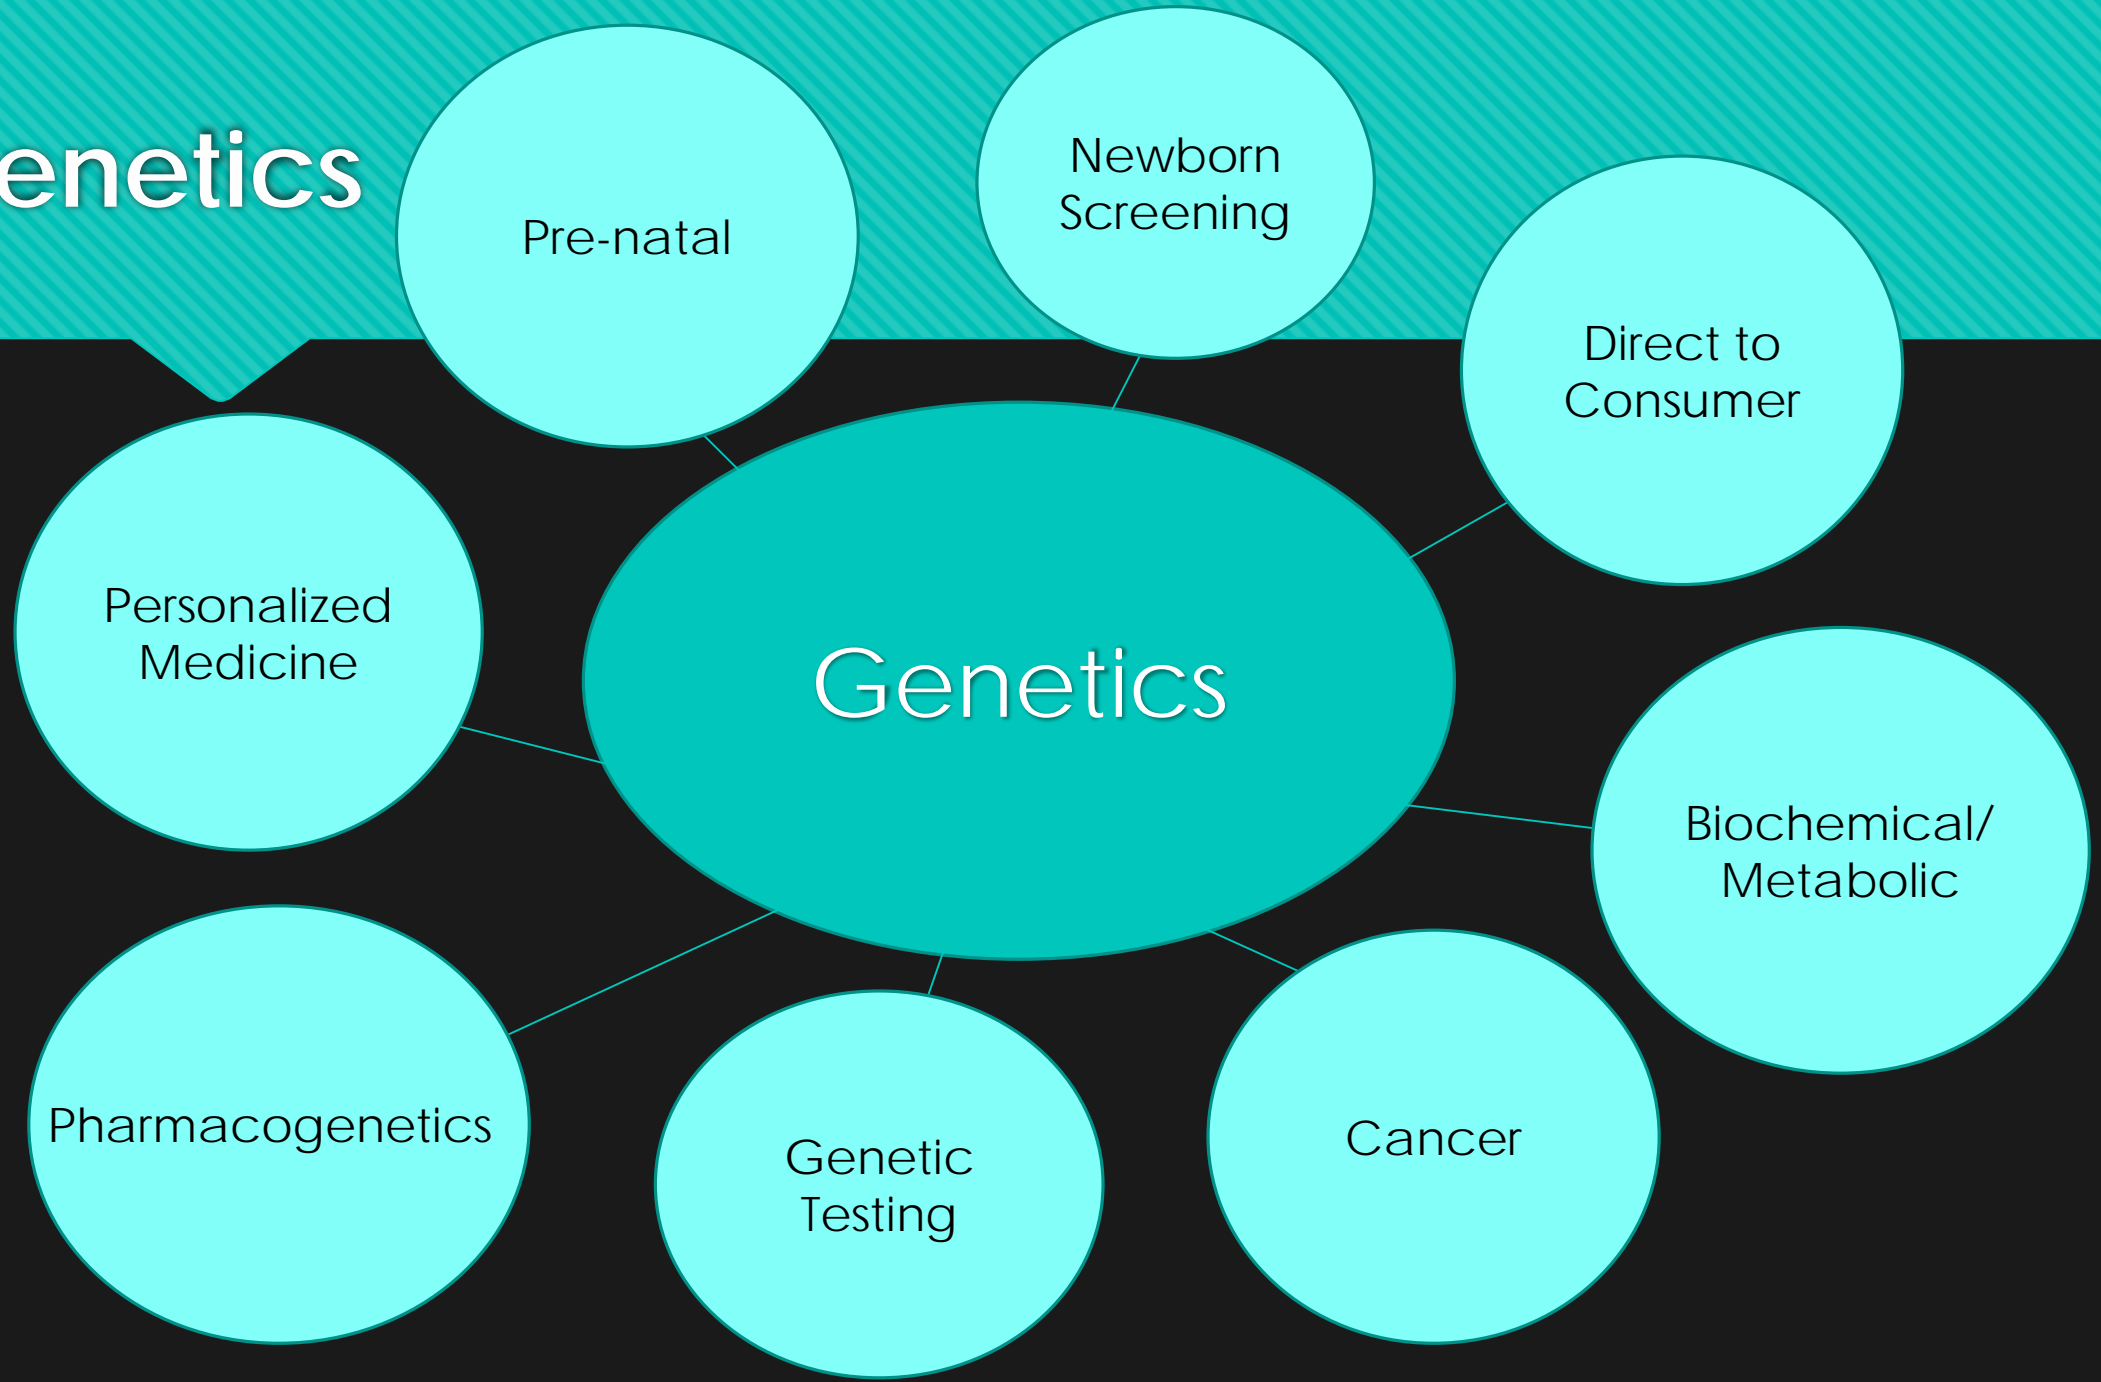 enetics
Pre-natal
Newborn
Screening
Direct to
Consumer
Personalized
Medicine
Genetics
Biochemical/
Metabolic
Pharmacogenetics
Genetic
Testing
Cancer